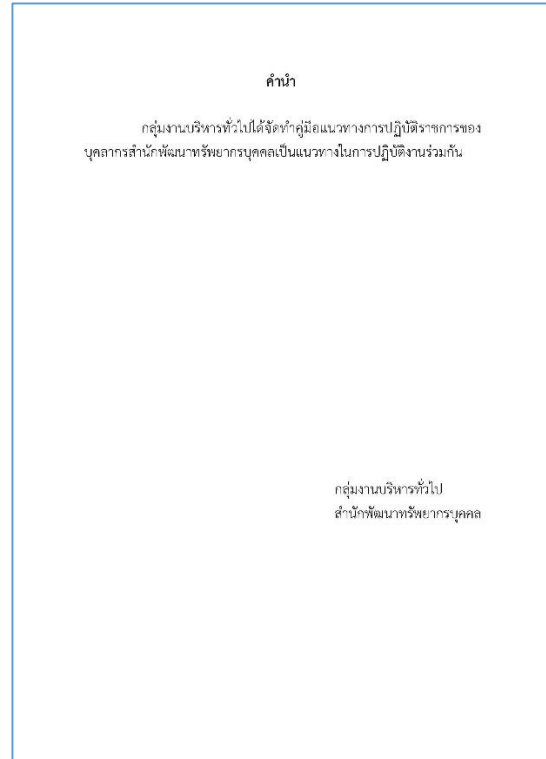 คำนำ
กลุ่มงานบริหารทั่วไปได้จัดทำคู่มือแนวทางการปฏิบัติราชการของ
บุคลากรสำนักพัฒนาทรัพยากรบุคคลเป็นแนวทางในการปฏิบัติงานร่วมกัน
กลุ่มงานบริหารทั่วไป
สำนักพัฒนาทรัพยากรบุคคล